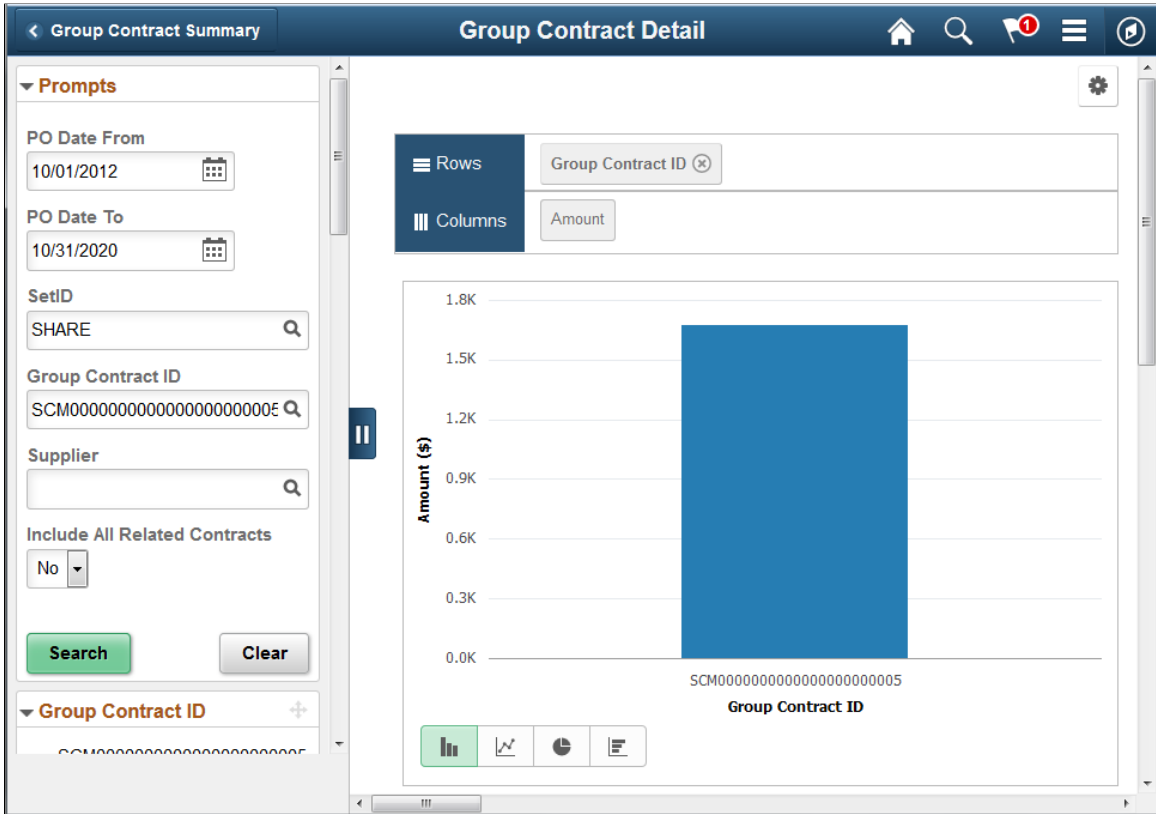 Group Contract Summary
Group Contract Detail
1
Prompts
PO Date From
10/01/2012
PO Date To
10/31/2020
SetID
SHARE
Group Contract ID
Supplier
Include All Related Contracts
No
Search
Clear
Group Contract ID
Rows
Group Contract ID
Columns
Amount
1.8K
1.5K
1.2K
0.9K
0.6K
0.3K
0.0K
Amount ($)
SCM0000000000000000000005
Group Contract ID